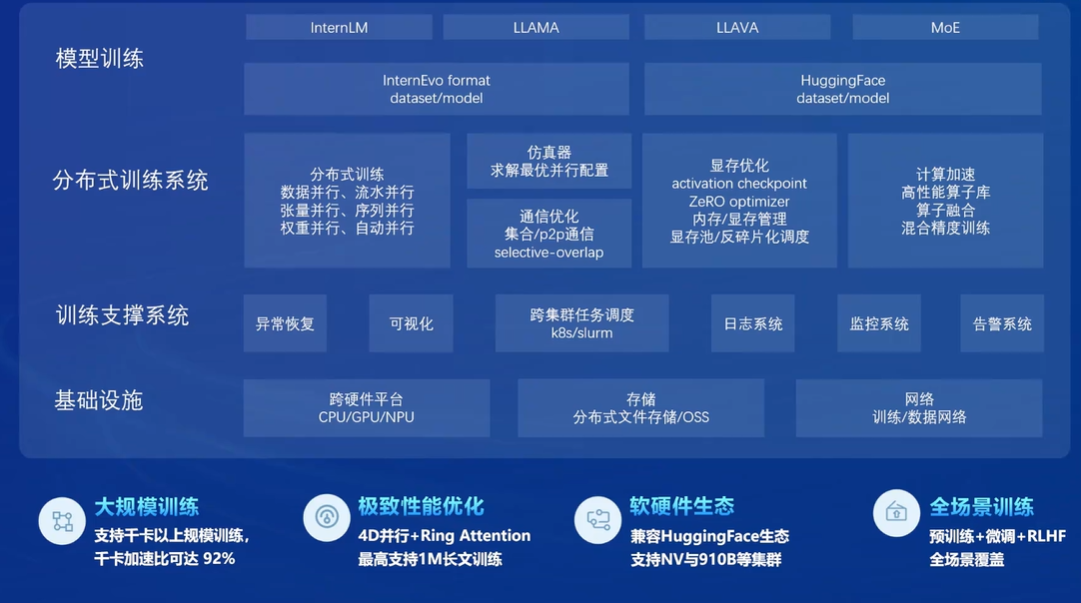 模型训练
InternLM
LLAMA
LLAVA
MoE
InternEvo format
dataset/model
HuggingFace
dataset/model
分布式训练系统
分布式训练
数据并行、流水并行
张量并行、序列并行
权重并行、自动并行
仿真器
求解最优并行配置
通信优化
集合/p2p通信
selective-overlap
显存优化
activation checkpoint
ZeRO optimizer
内存/显存管理
显存池/反碎片化调度
计算加速
高性能算子库
算子融合
混合精度训练
训练支撑系统
异常恢复
可视化
跨集群任务调度
k8s/slurm
日志系统
监控系统
告警系统
基础设施
跨硬件平台
CPU/GPU/NPU
存储
分布式文件存储/OSS
网络
训练/数据网络
大规模训练
支持千卡以上规模训练,
千卡加速比可达 92%
极致性能优化
4D并行+Ring Attention
最高支持1M长文训练
软硬件生态
兼容HuggingFace生态
支持NV与910B等集群
全场景训练
预训练+微调+RLHF
全场景覆盖